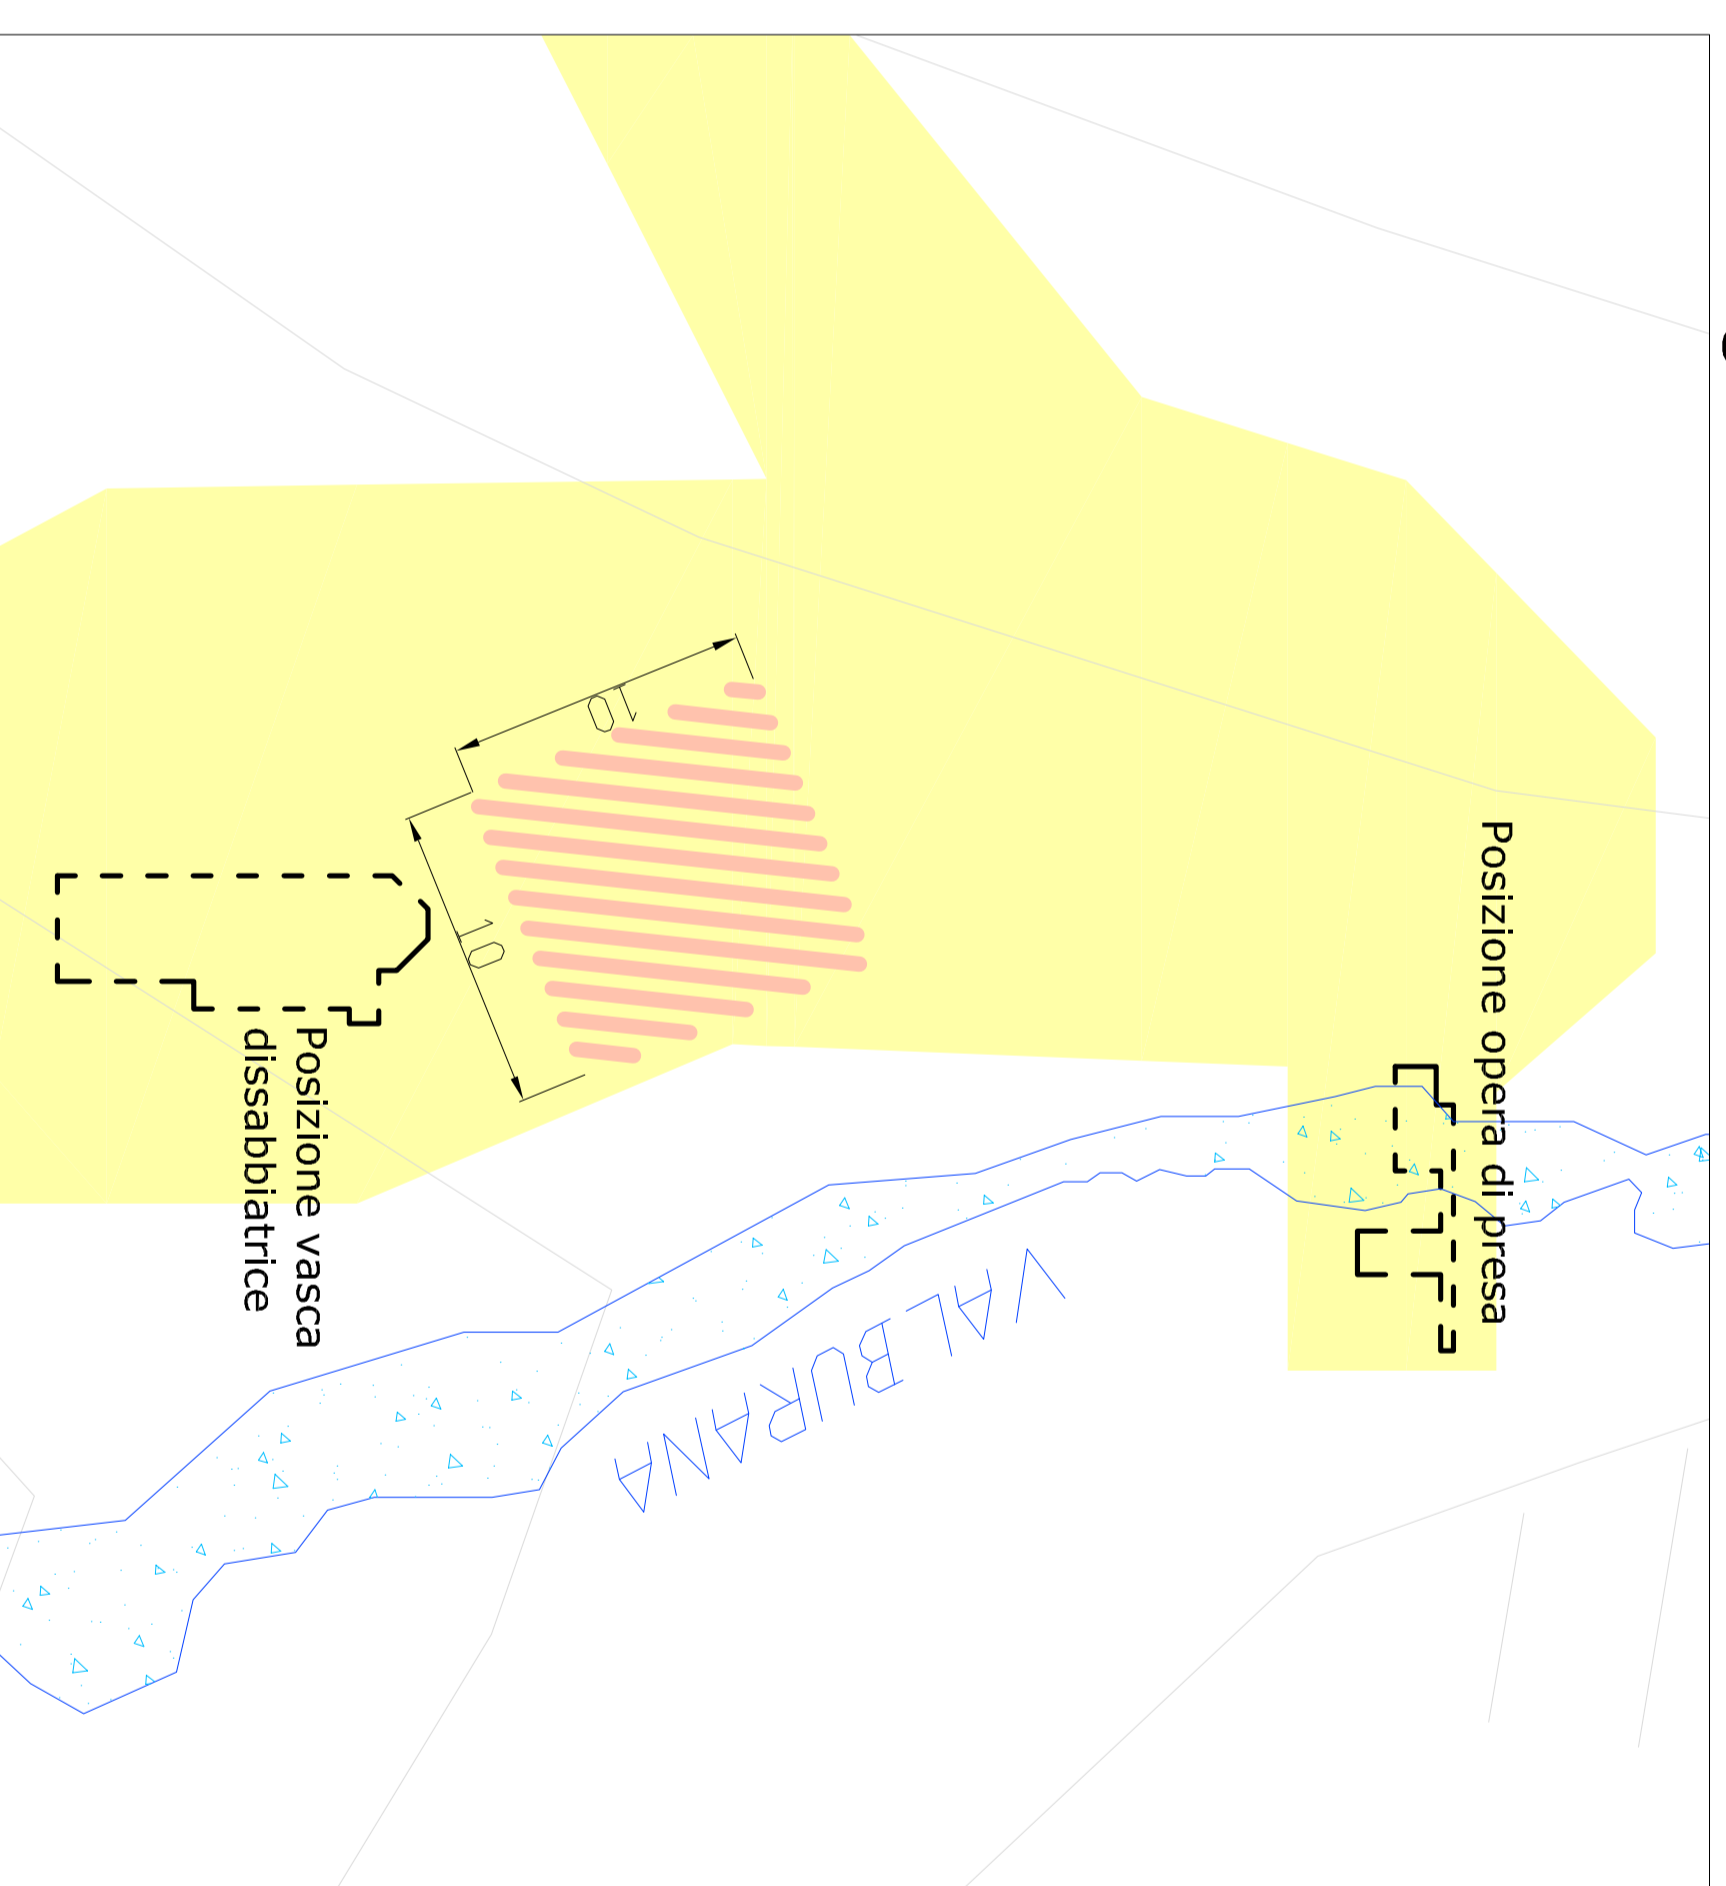 Posizione opera di presa
Posizione vasca
dissabbiatrice
10
10
VALBURANA